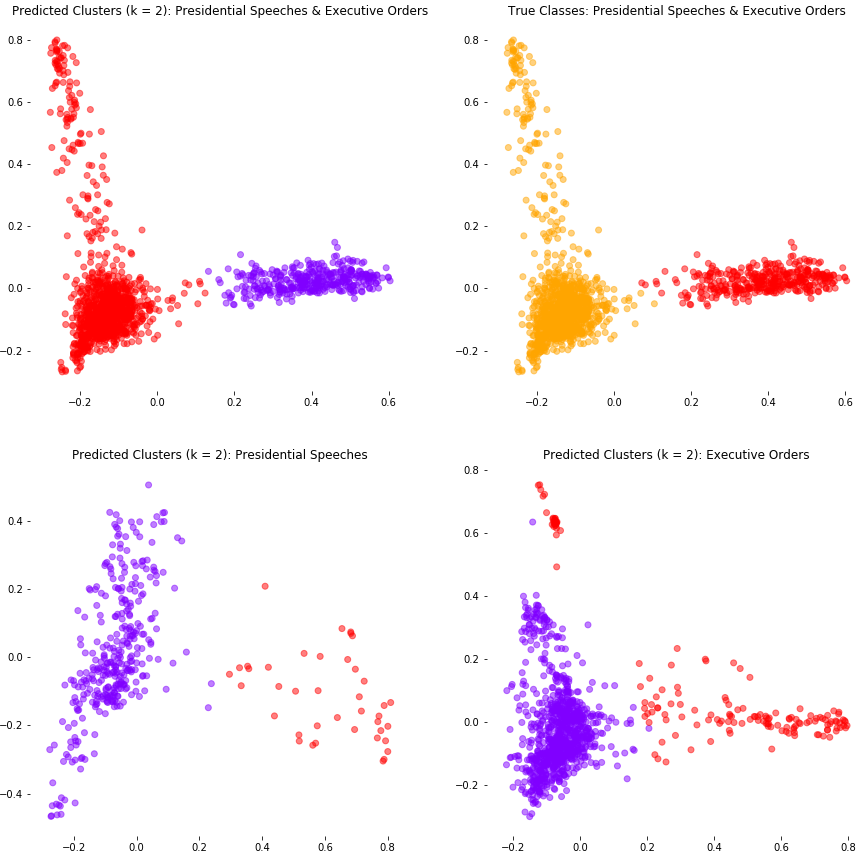 Predicted Clusters (k = 2): Presidential Speeches & Executive Orders
True Classes: Presidential Speeches & Executive Orders
0.8
0.6
0.4
0.2
0.0
−0.2
−0.2 0.0 0.2 0.4 0.6
0.8
0.6
0.4
0.2
0.0
−0.2
−0.2 0.0 0.2 0.4 0.6
Predicted Clusters (k = 2): Presidential Speeches
Predicted Clusters (k = 2): Executive Orders
0.4
0.2
0.0
−0.2
−0.4
−0.2 0.0 0.2 0.4 0.6 0.8
0.8
0.6
0.4
0.2
0.0
−0.2
−0.2 0.0 0.2 0.4 0.6 0.8